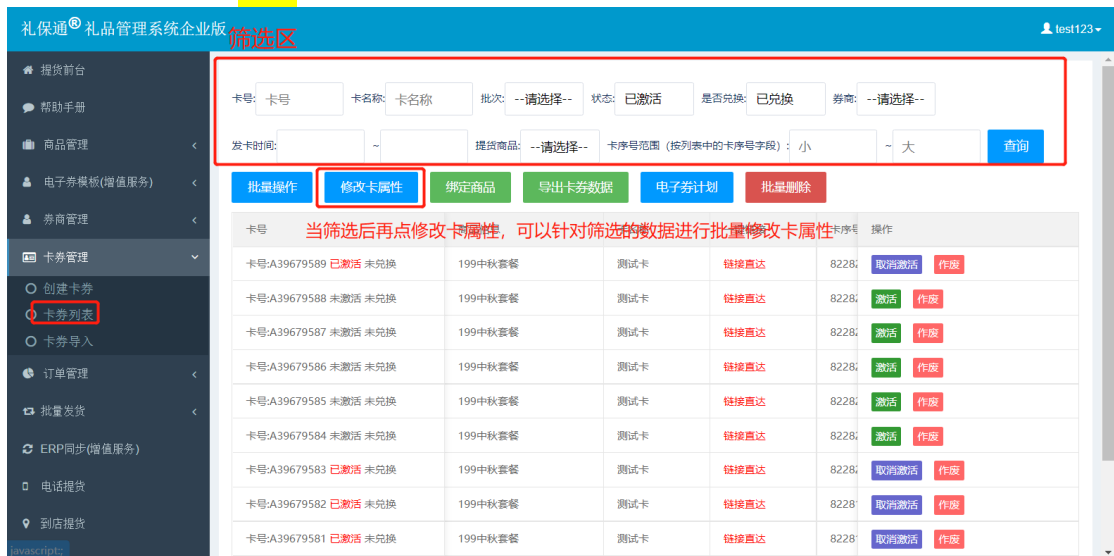 礼保通®礼品管理系统企业版
筛选区
test123
提货前台
帮助手册
商品管理
电子券模板(增值服务)
券商管理
卡券管理
创建卡券
卡券列表
卡券导入
订单管理
批量发货
ERP同步(增值服务)
电话提货
到店提货
javascript:;
卡号: 卡号 卡名称: 卡名称 批次: --请选择-- 状态: 已激活 是否兑换: 已兑换 券商: --请选择--
发卡时间: ~ 提货商品: --请选择-- 卡序号范围（按列表中的卡序号字段）: 小 ~ 大 查询
批量操作 修改卡属性 绑定商品 导出卡券数据 电子券计划 批量删除
当筛选后再点修改卡属性，可以针对筛选的数据进行批量修改卡属性
卡号 卡序号 操作
卡号:A39679589 已激活 未兑换 199中秋套餐 测试卡 链接直达 82282 取消激活 作废
卡号:A39679588 未激活 未兑换 199中秋套餐 测试卡 链接直达 82282 激活 作废
卡号:A39679587 未激活 未兑换 199中秋套餐 测试卡 链接直达 82282 激活 作废
卡号:A39679586 未激活 未兑换 199中秋套餐 测试卡 链接直达 82282 激活 作废
卡号:A39679585 未激活 未兑换 199中秋套餐 测试卡 链接直达 82282 激活 作废
卡号:A39679584 未激活 未兑换 199中秋套餐 测试卡 链接直达 82282 激活 作废
卡号:A39679583 已激活 未兑换 199中秋套餐 测试卡 链接直达 82282 取消激活 作废
卡号:A39679582 已激活 未兑换 199中秋套餐 测试卡 链接直达 82281 取消激活 作废
卡号:A39679581 已激活 未兑换 199中秋套餐 测试卡 链接直达 82281 取消激活 作废